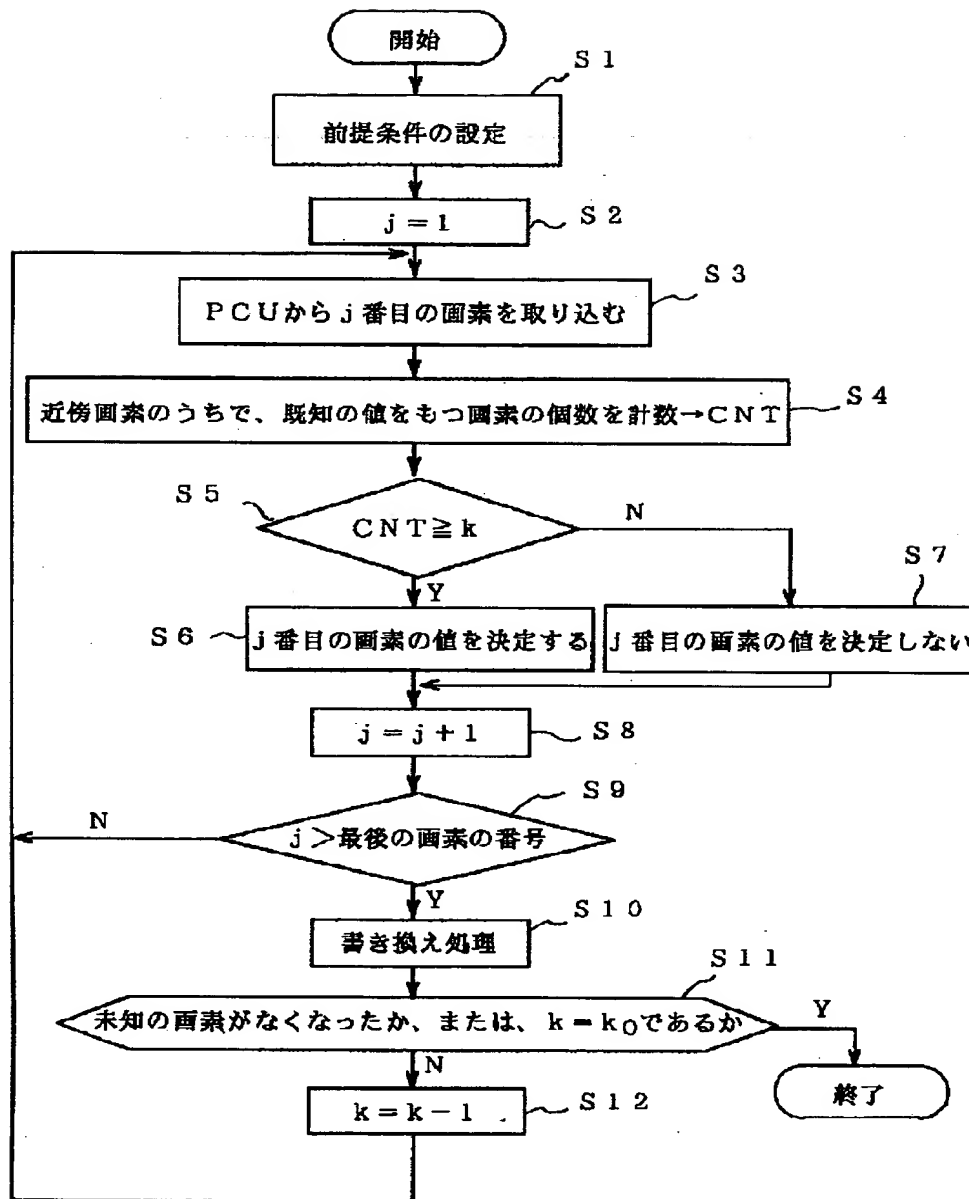 開始
S1
前提条件の設定
j=1
S2
S3
PCUからj番目の画素を取り込む
S4
近傍画素のうちで、既知の値をもつ画素の個数を計数→CNT
S5
CNT≧k
N
S7
Y
S6
j番目の画素の値を決定する
j番目の画素の値を決定しない
j=j+1
S8
S9
N
j>最後の画素の番号
Y
S10
書き換え処理
S11
未知の画素がなくなったか、または、k=k0であるか
Y
N
k=k-1
S12
終了